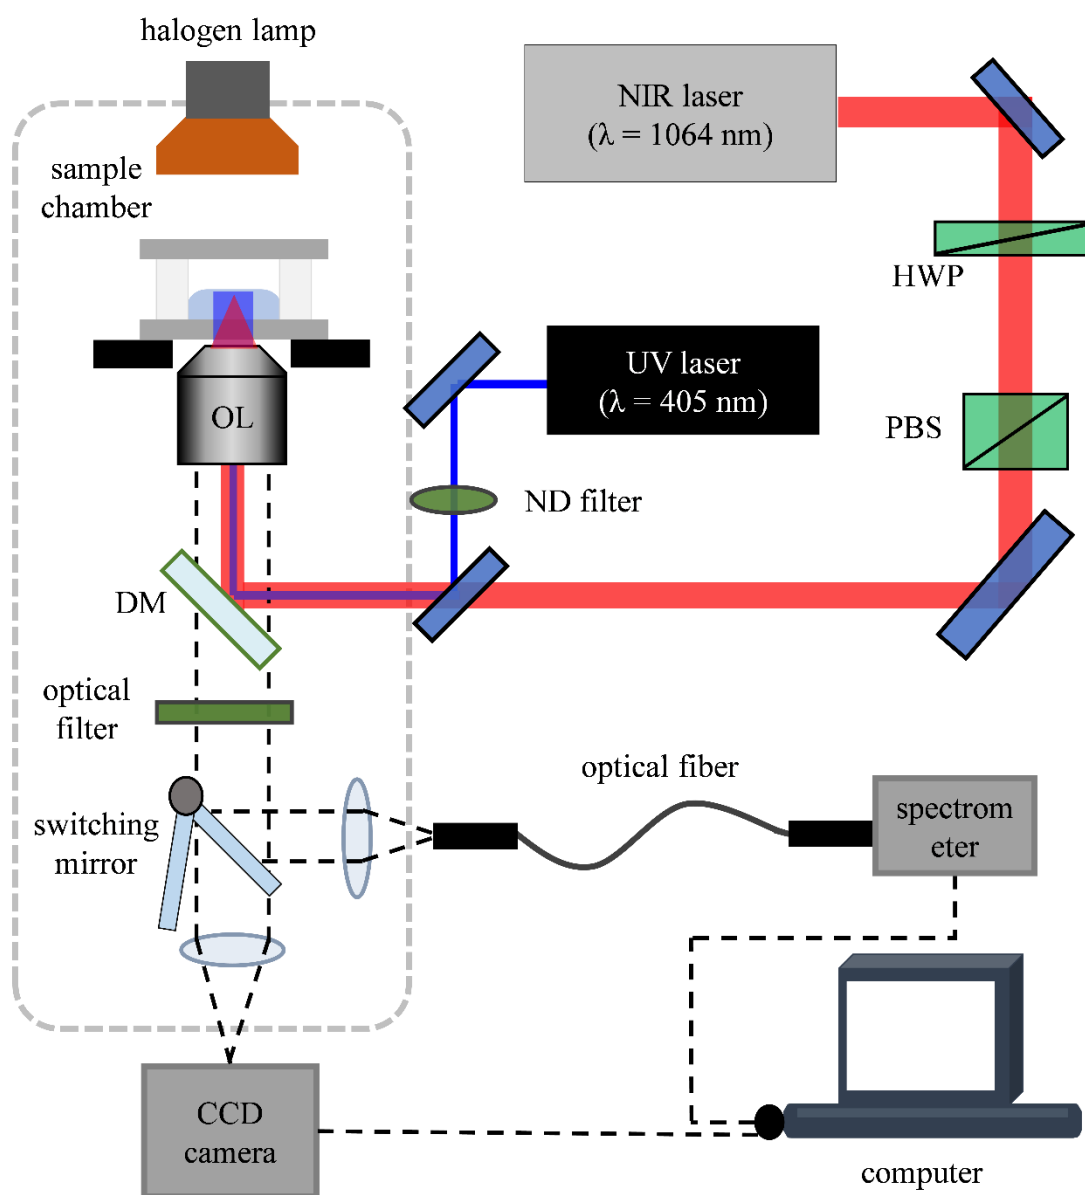 halogen lamp
NIR laser
(λ = 1064 nm)
sample
chamber
HWP
UV laser
(λ = 405 nm)
OL
PBS
ND filter
DM
optical
filter
optical fiber
switching
mirror
spectrom
eter
CCD
camera
computer